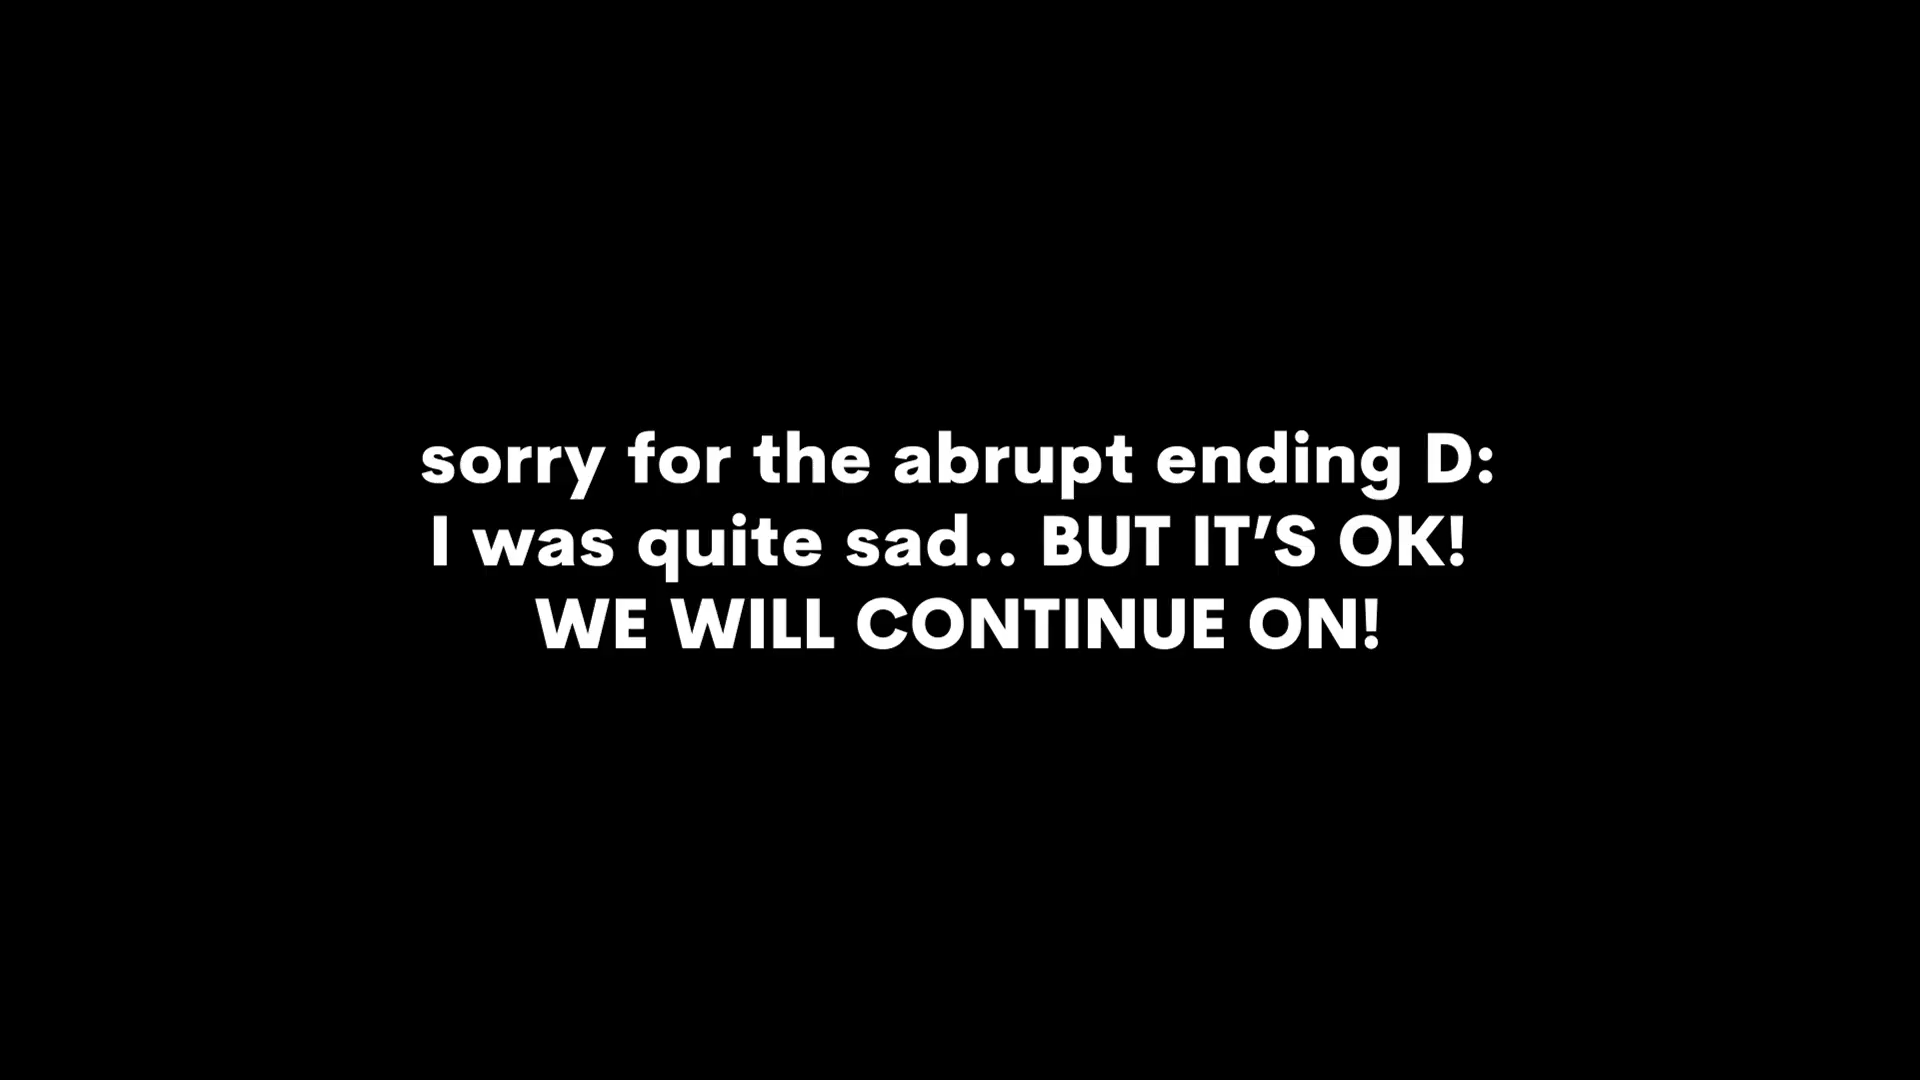 sorry for the abrupt ending D:
I was quite sad.. BUT IT’S OK!
WE WILL CONTINUE ON!